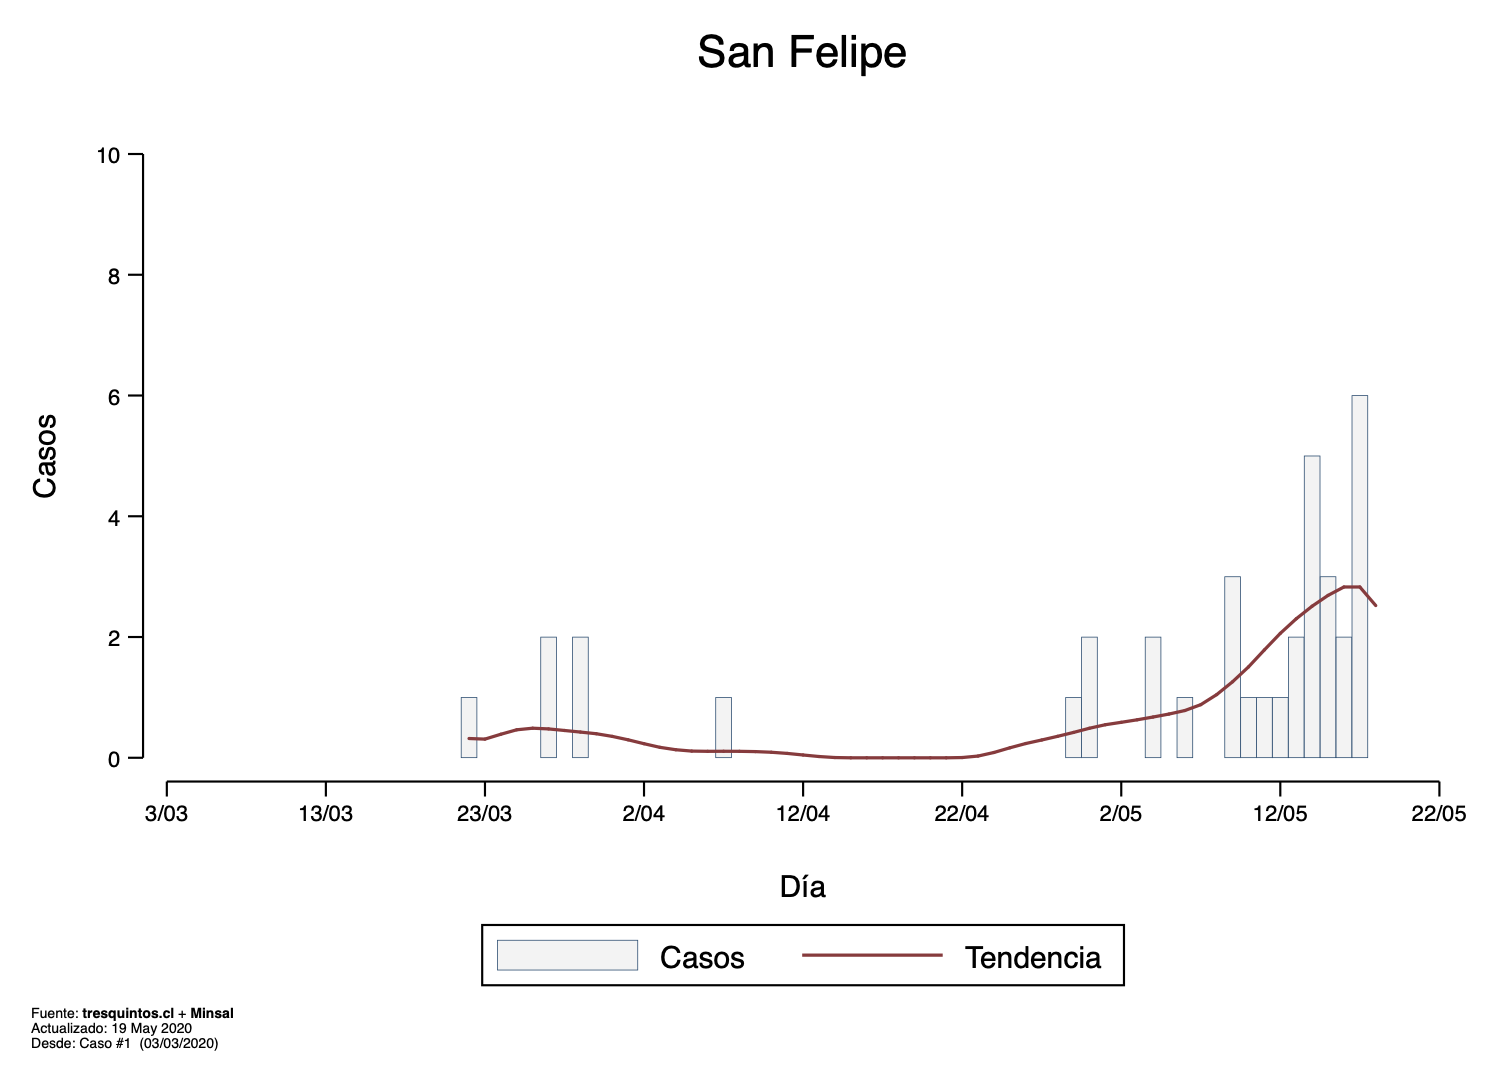 San Felipe
10
8
6
4
2
0
Casos
3/03 13/03 23/03 2/04 12/04 22/04 2/05 12/05 22/05
Día
Casos Tendencia
Fuente: tresquintos.cl + Minsal
Actualizado: 19 May 2020
Desde: Caso #1 (03/03/2020)